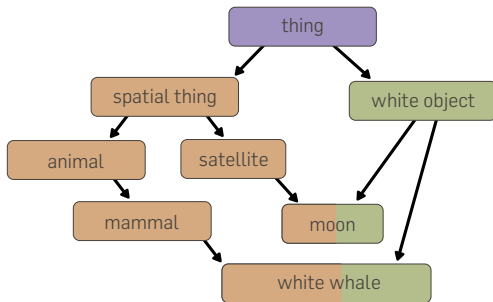 thing
spatial thing
white object
animal
satellite
mammal
moon
white whale